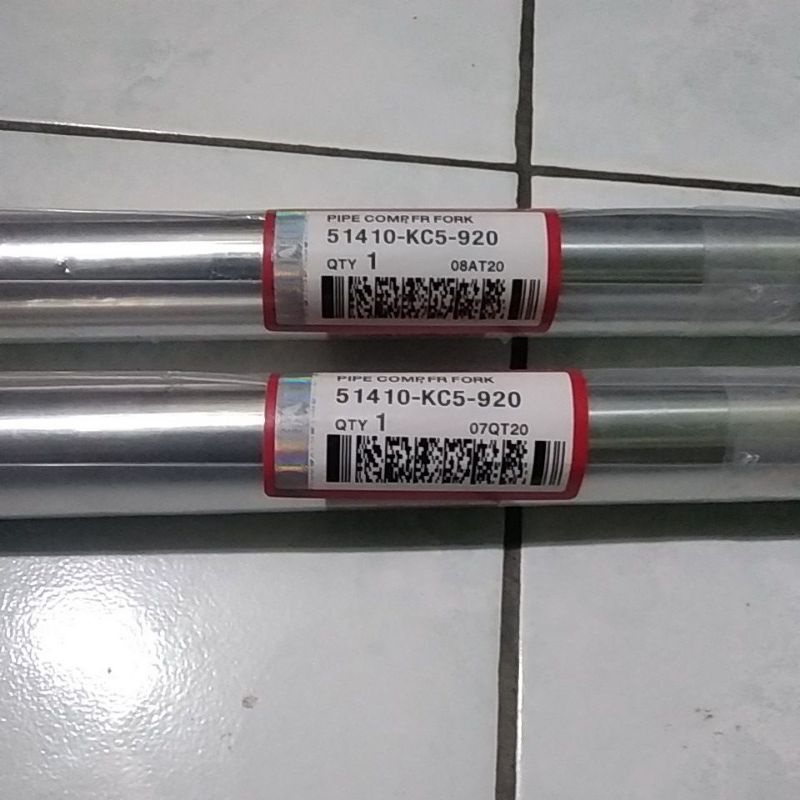 PIPE COMP, FR FORK
51410-KC5-920
QTY 1 08AT20
PIPE COMP, FR FORK
51410-KC5-920
QTY 1 07QT20